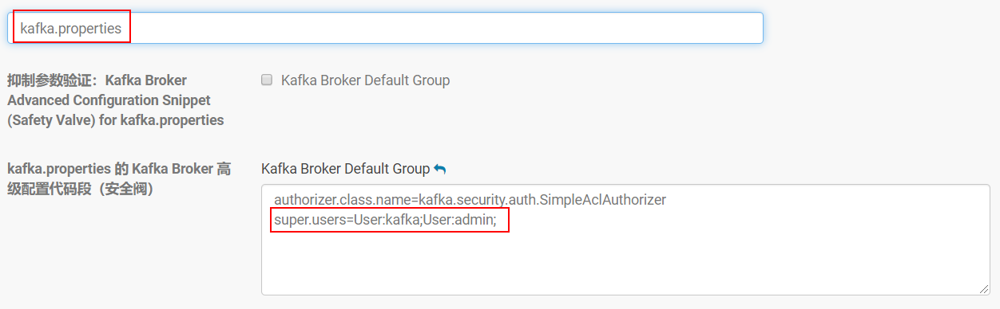 kafka.properties
抑制参数验证：Kafka Broker
Advanced Configuration Snippet
(Safety Valve) for kafka.properties
Kafka Broker Default Group
kafka.properties 的 Kafka Broker 高
级配置代码段（安全阀）
Kafka Broker Default Group
authorizer.class.name=kafka.security.auth.SimpleAclAuthorizer
super.users=User:kafka;User:admin;